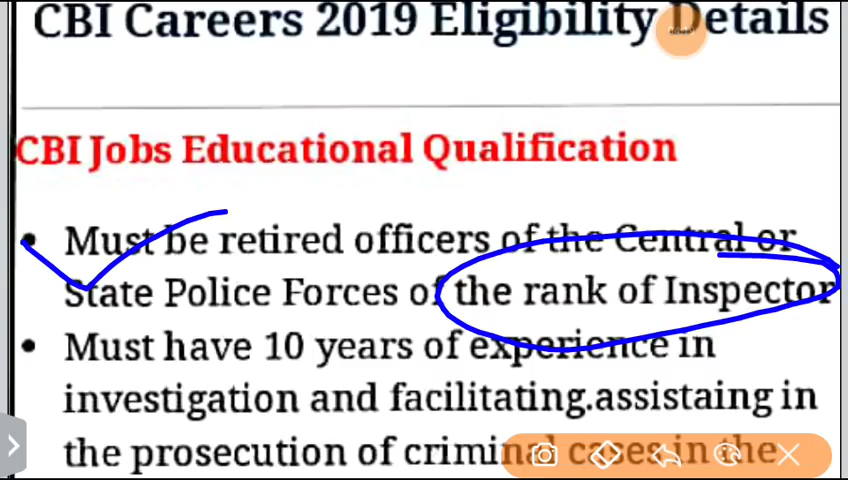 CBI Careers 2019 Eligibility Details
CBI Jobs Educational Qualification
• Must be retired officers of the Central or
State Police Forces of the rank of Inspector
• Must have 10 years of experience in
investigation and facilitating.assistaing in
the prosecution of criminal cases in the